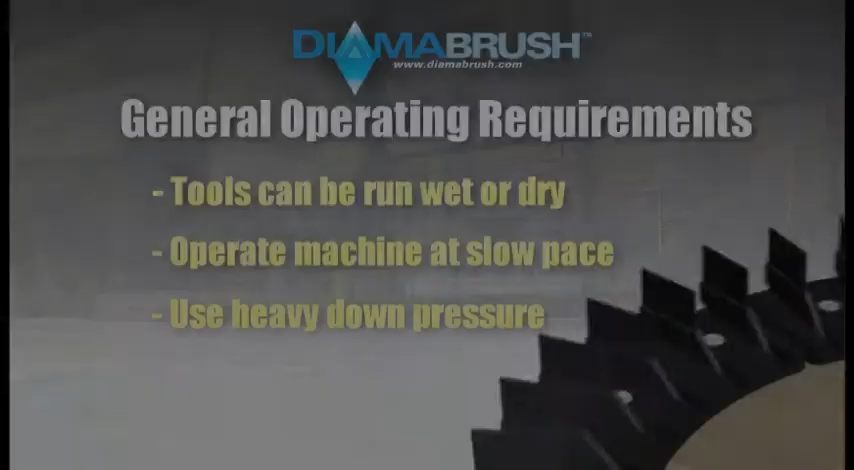 DIAMABRUSH™
www.diamabrush.com
General Operating Requirements
- Tools can be run wet or dry
- Operate machine at slow pace
- Use heavy down pressure